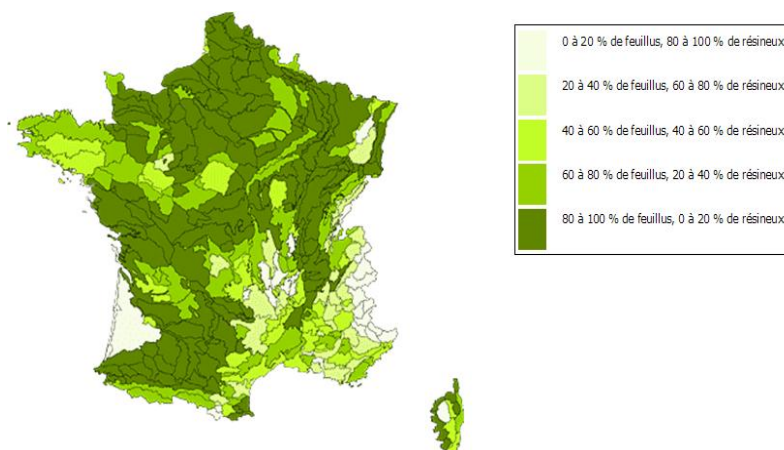 0 à 20 % de feuillus, 80 à 100 % de résineux
20 à 40 % de feuillus, 60 à 80 % de résineux
40 à 60 % de feuillus, 40 à 60 % de résineux
60 à 80 % de feuillus, 20 à 40 % de résineux
80 à 100 % de feuillus, 0 à 20 % de résineux